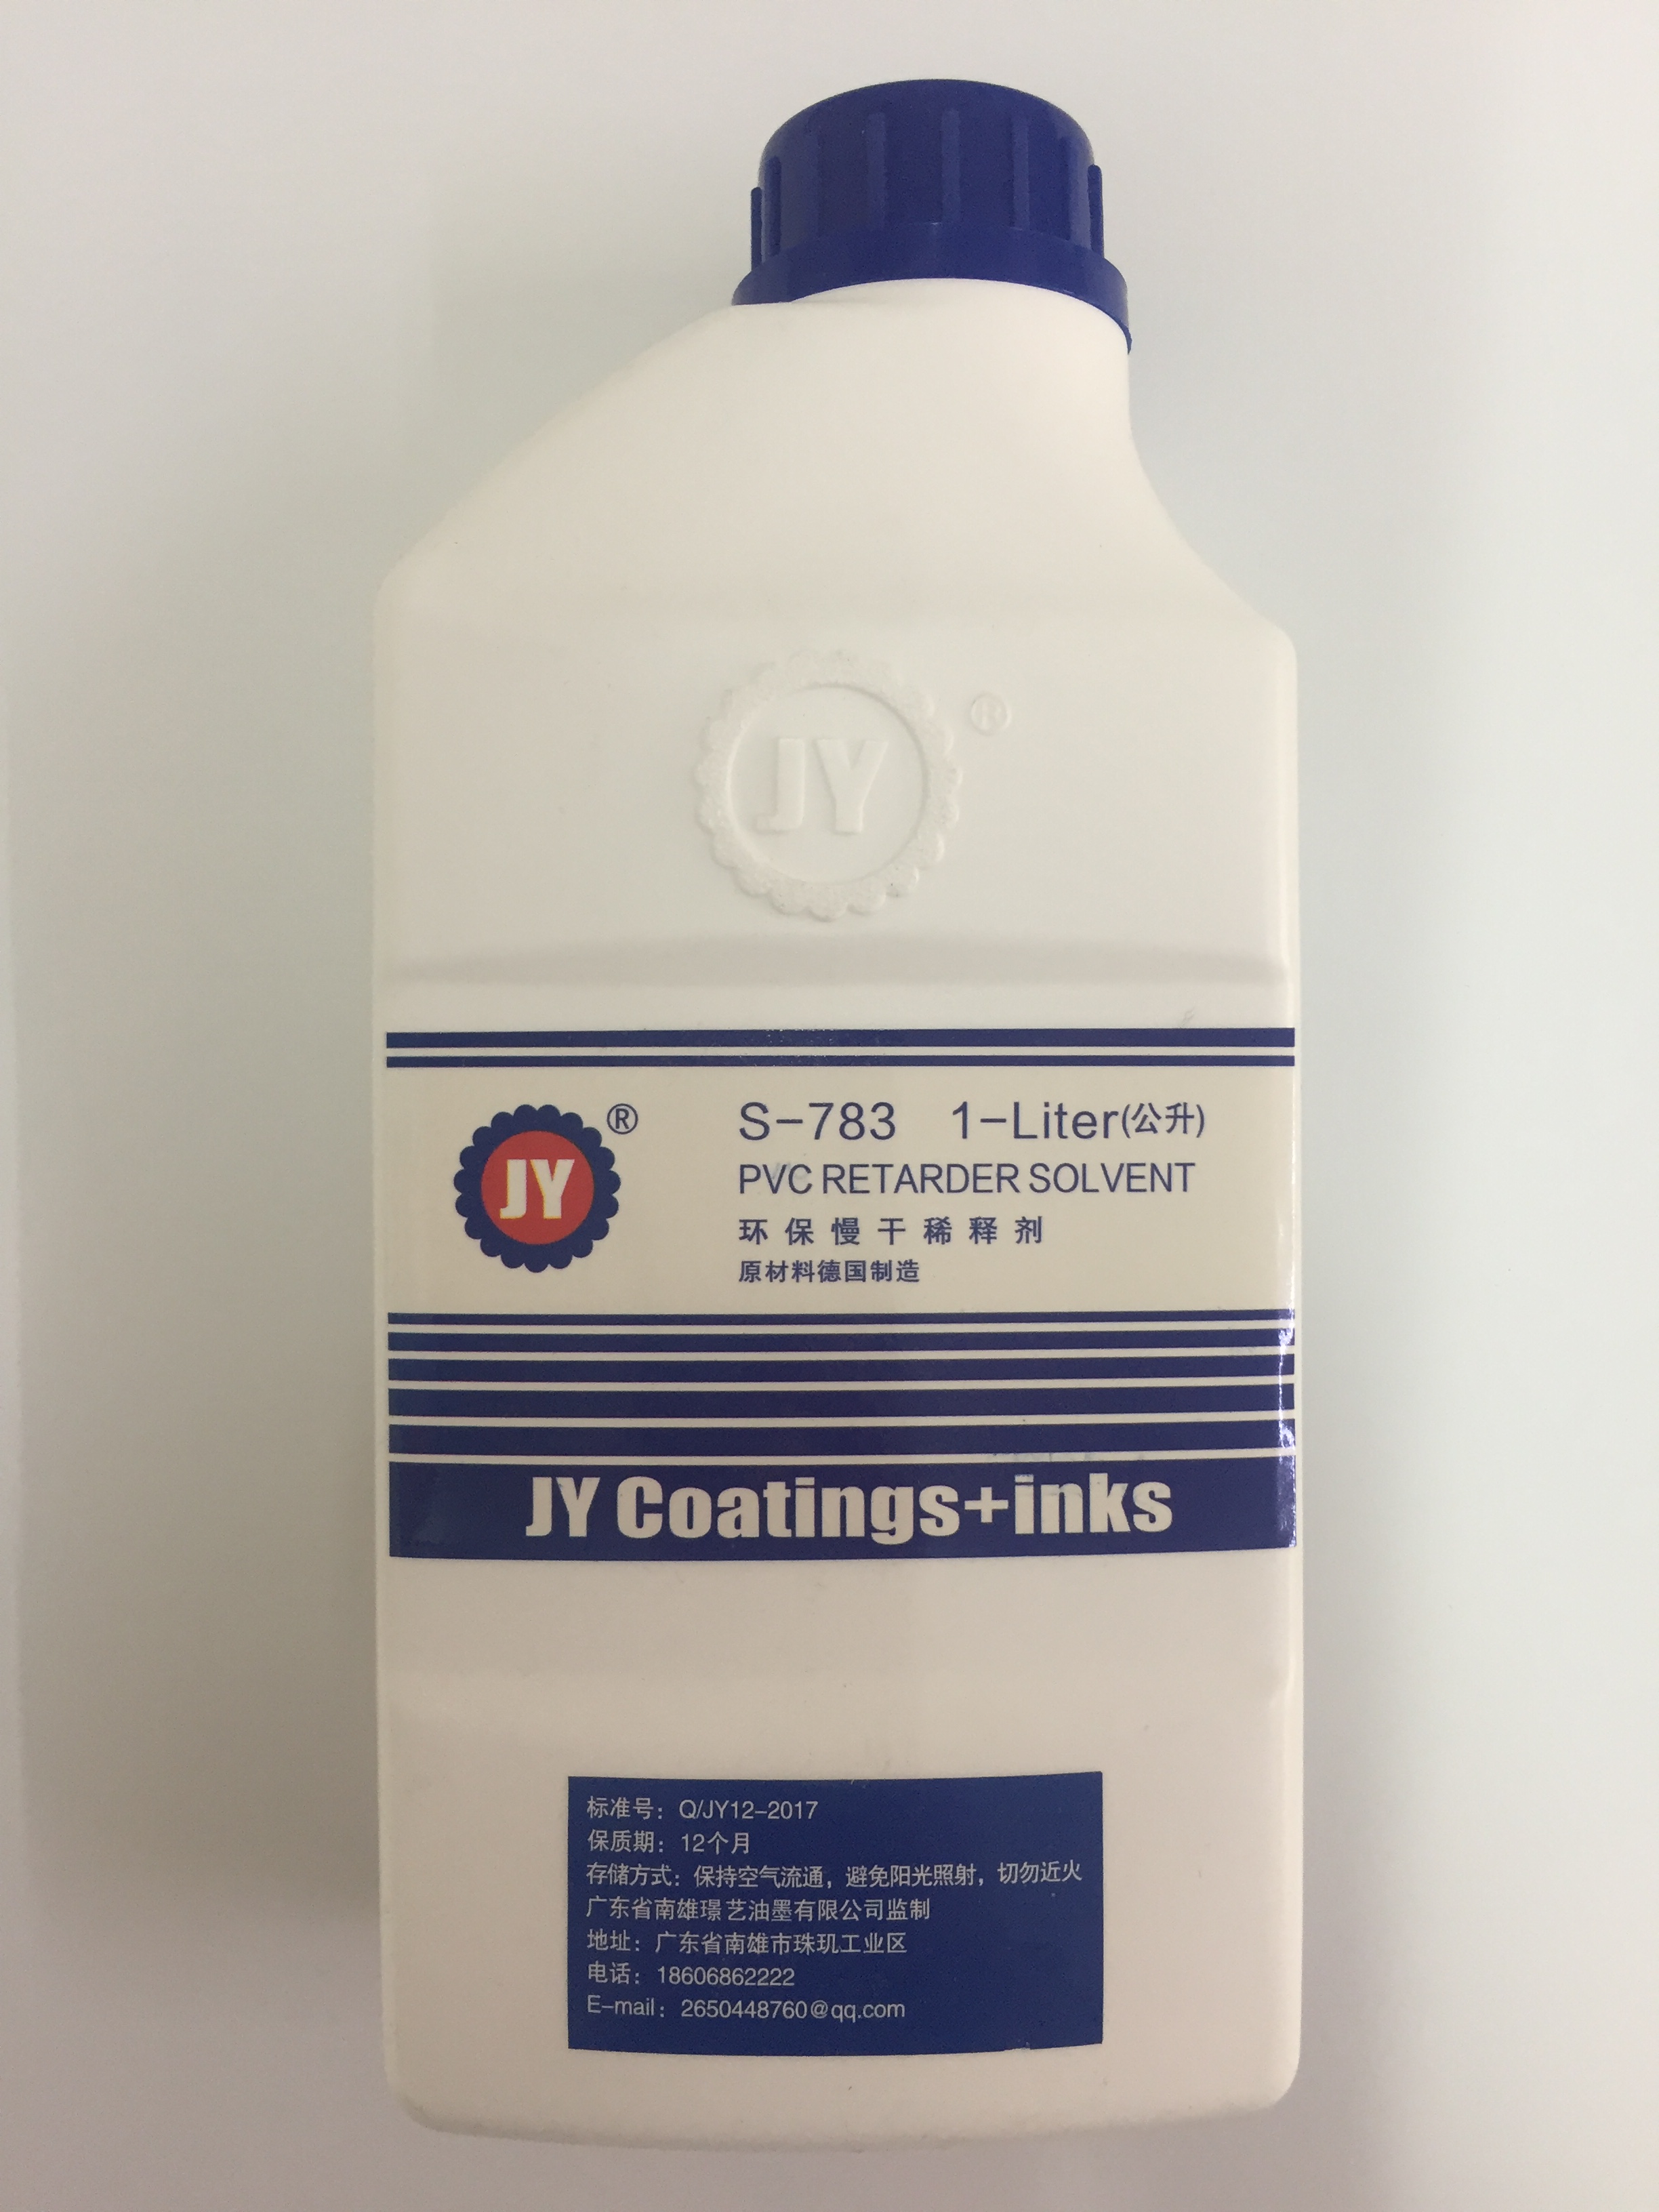 JY ®
JY ®
S-783 1-Liter(公升)
PVC RETARDER SOLVENT
环保慢干稀释剂
原材料德国制造
JY Coatings+inks
标准号：Q/JY12-2017
保质期：12个月
存储方式：保持空气流通，避免阳光照射，切勿近火
广东省南雄璟艺油墨有限公司监制
地址：广东省南雄市珠玑工业区
电话：18606862222
E-mail：2650448760@qq.com